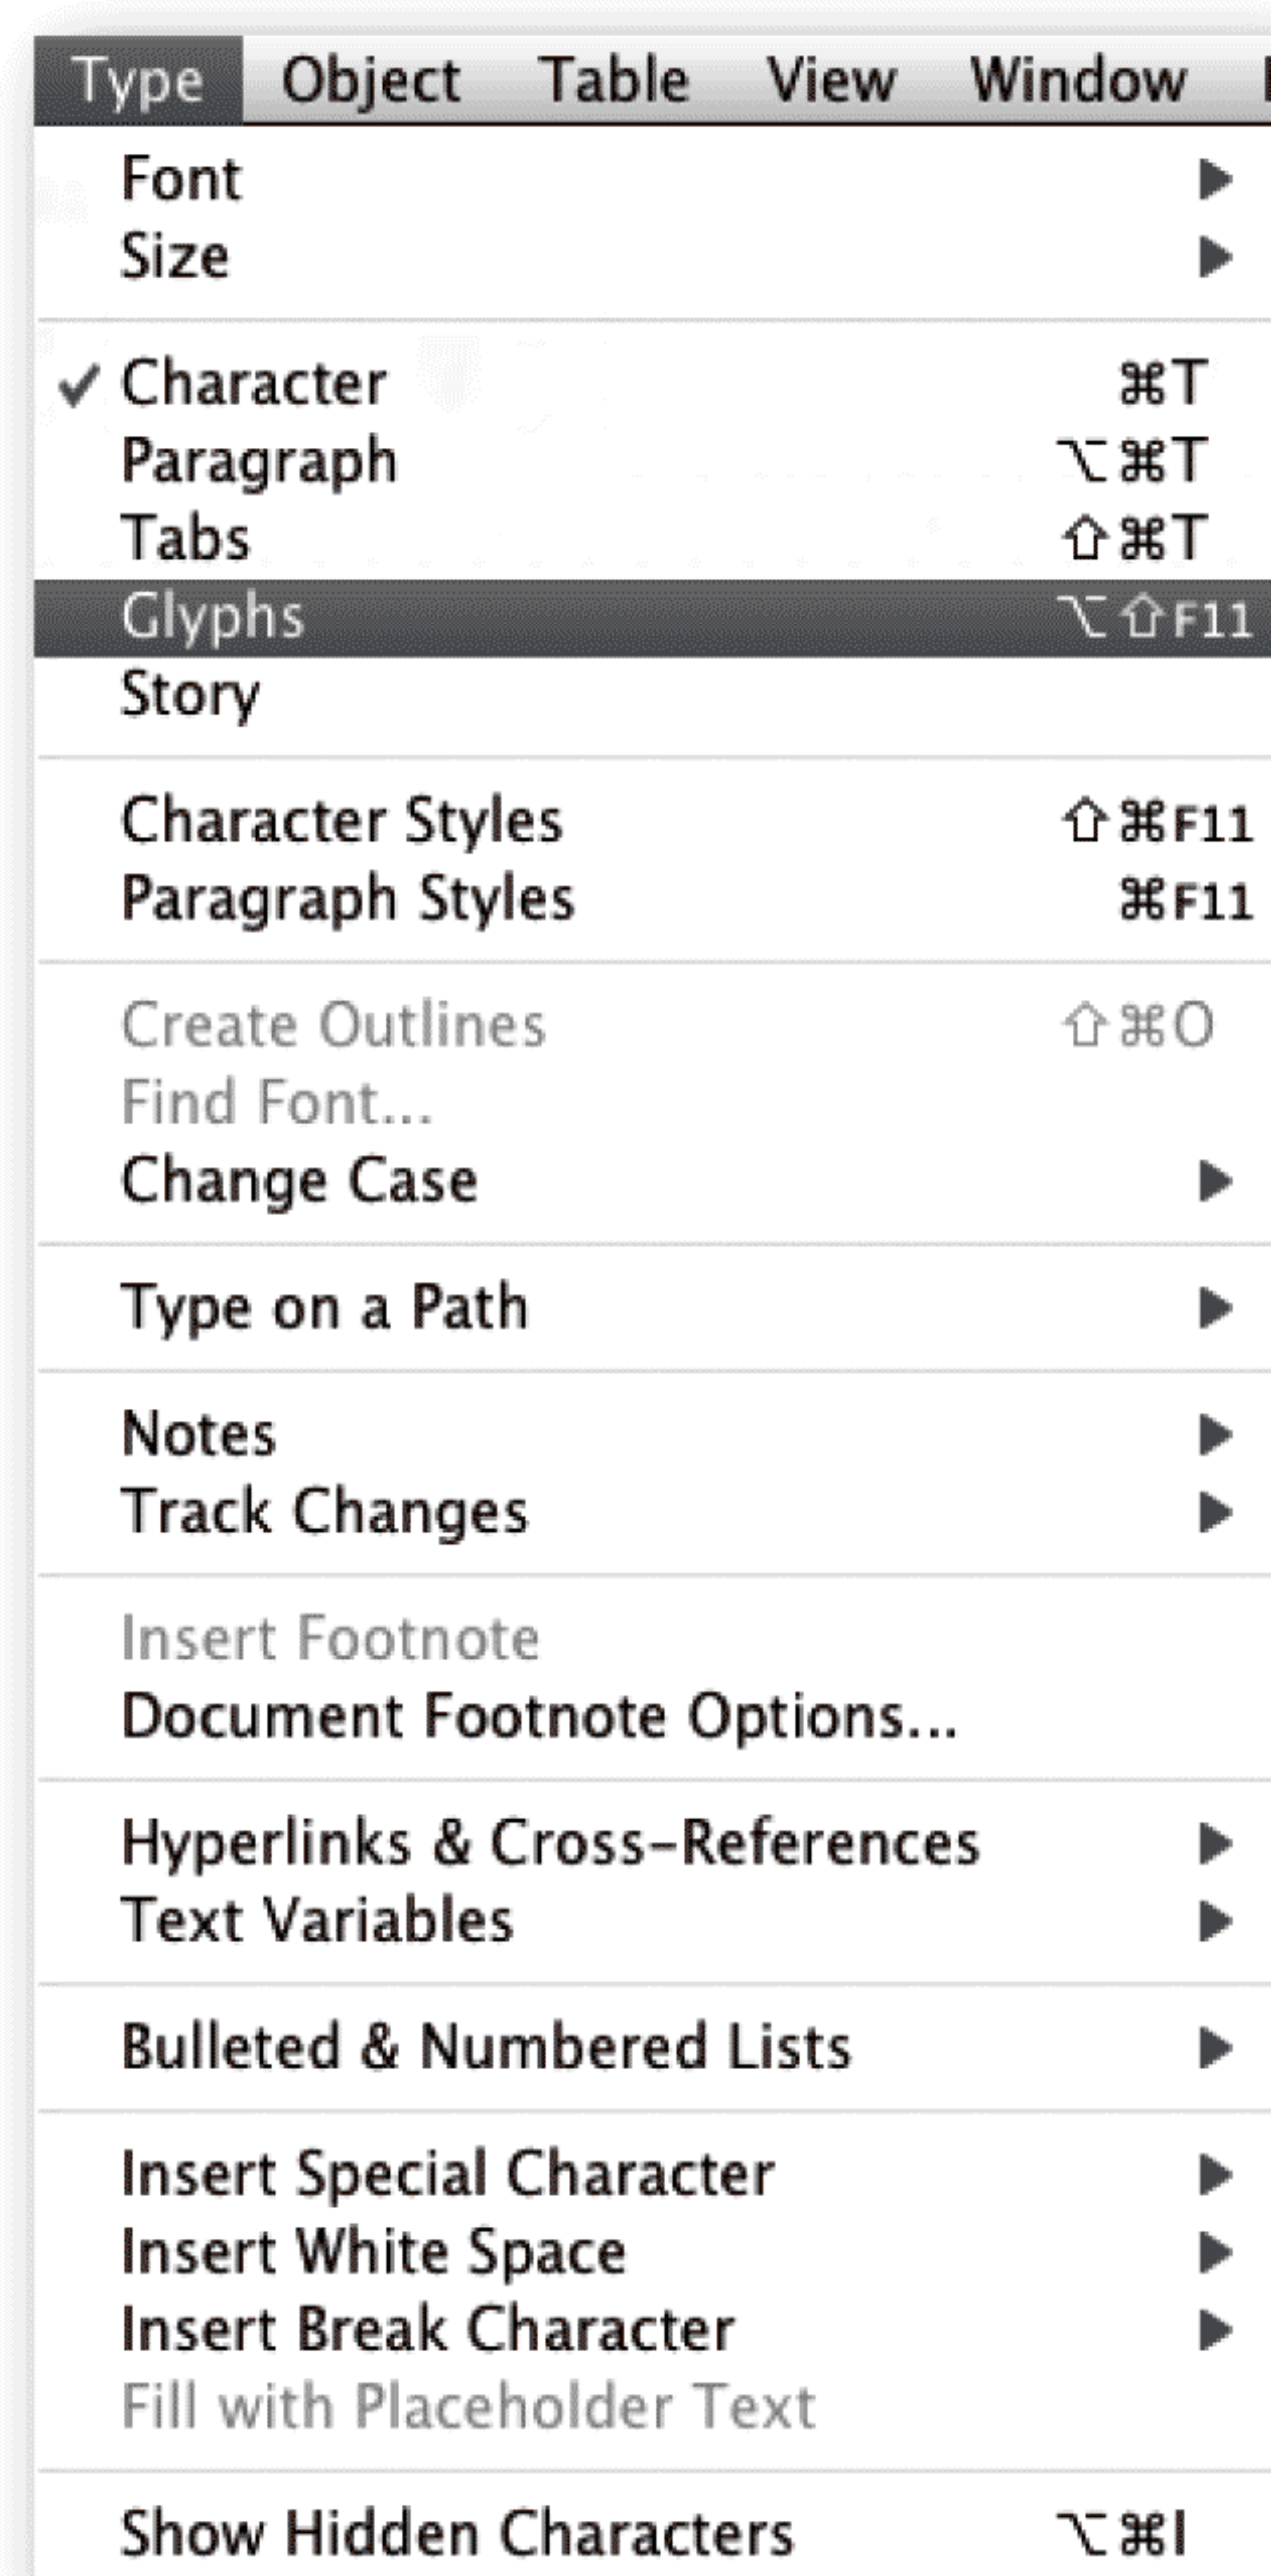 Type Object Table View Window
Font
Size
Character ⌘T
Paragraph ⌥⌘T
Tabs ⇧⌘T
Glyphs ⌥⇧F11
Story
Character Styles ⇧⌘F11
Paragraph Styles ⌘F11
Create Outlines ⇧⌘O
Find Font...
Change Case
Type on a Path
Notes
Track Changes
Insert Footnote
Document Footnote Options...
Hyperlinks & Cross-References
Text Variables
Bulleted & Numbered Lists
Insert Special Character
Insert White Space
Insert Break Character
Fill with Placeholder Text
Show Hidden Characters ⌥⌘I